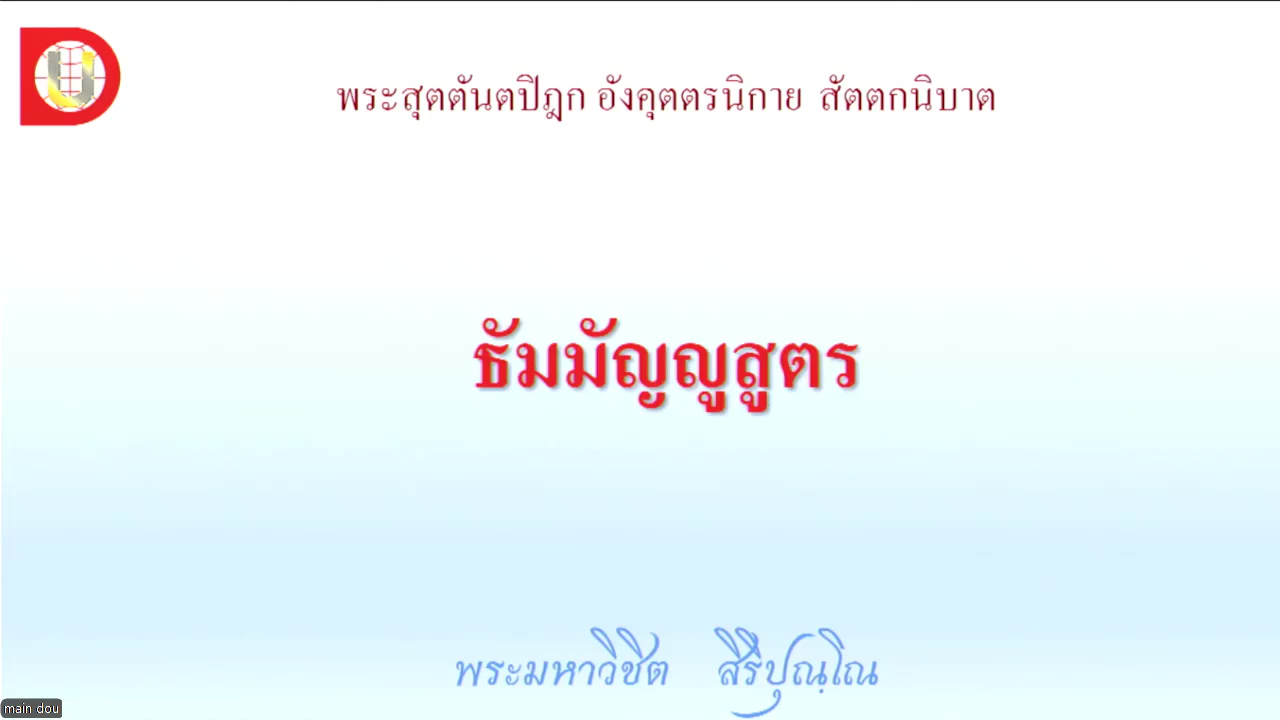 พระสุตตันตปิฎก อังคุตตรนิกาย สัตตกนิบาต
ธัมมัญญูสูตร
พระมหาวิชิต สิริปุณฺโณ
main dou